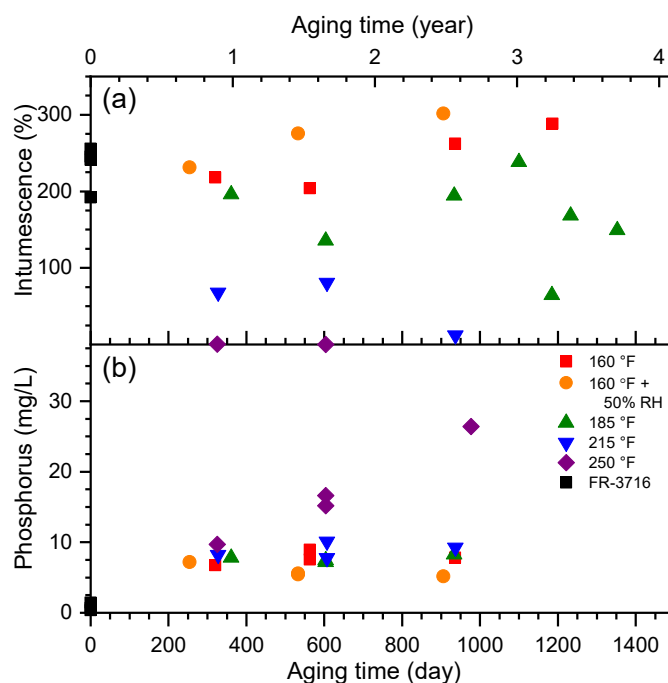 Aging time (year)
0 1 2 3 4
(a)
Intumescence (%)
300
200
100
(b)
Phosphorus (mg/L)
30
20
10
0
160 °F
160 °F +
50% RH
185 °F
215 °F
250 °F
FR-3716
0 200 400 600 800 1000 1200 1400
Aging time (day)